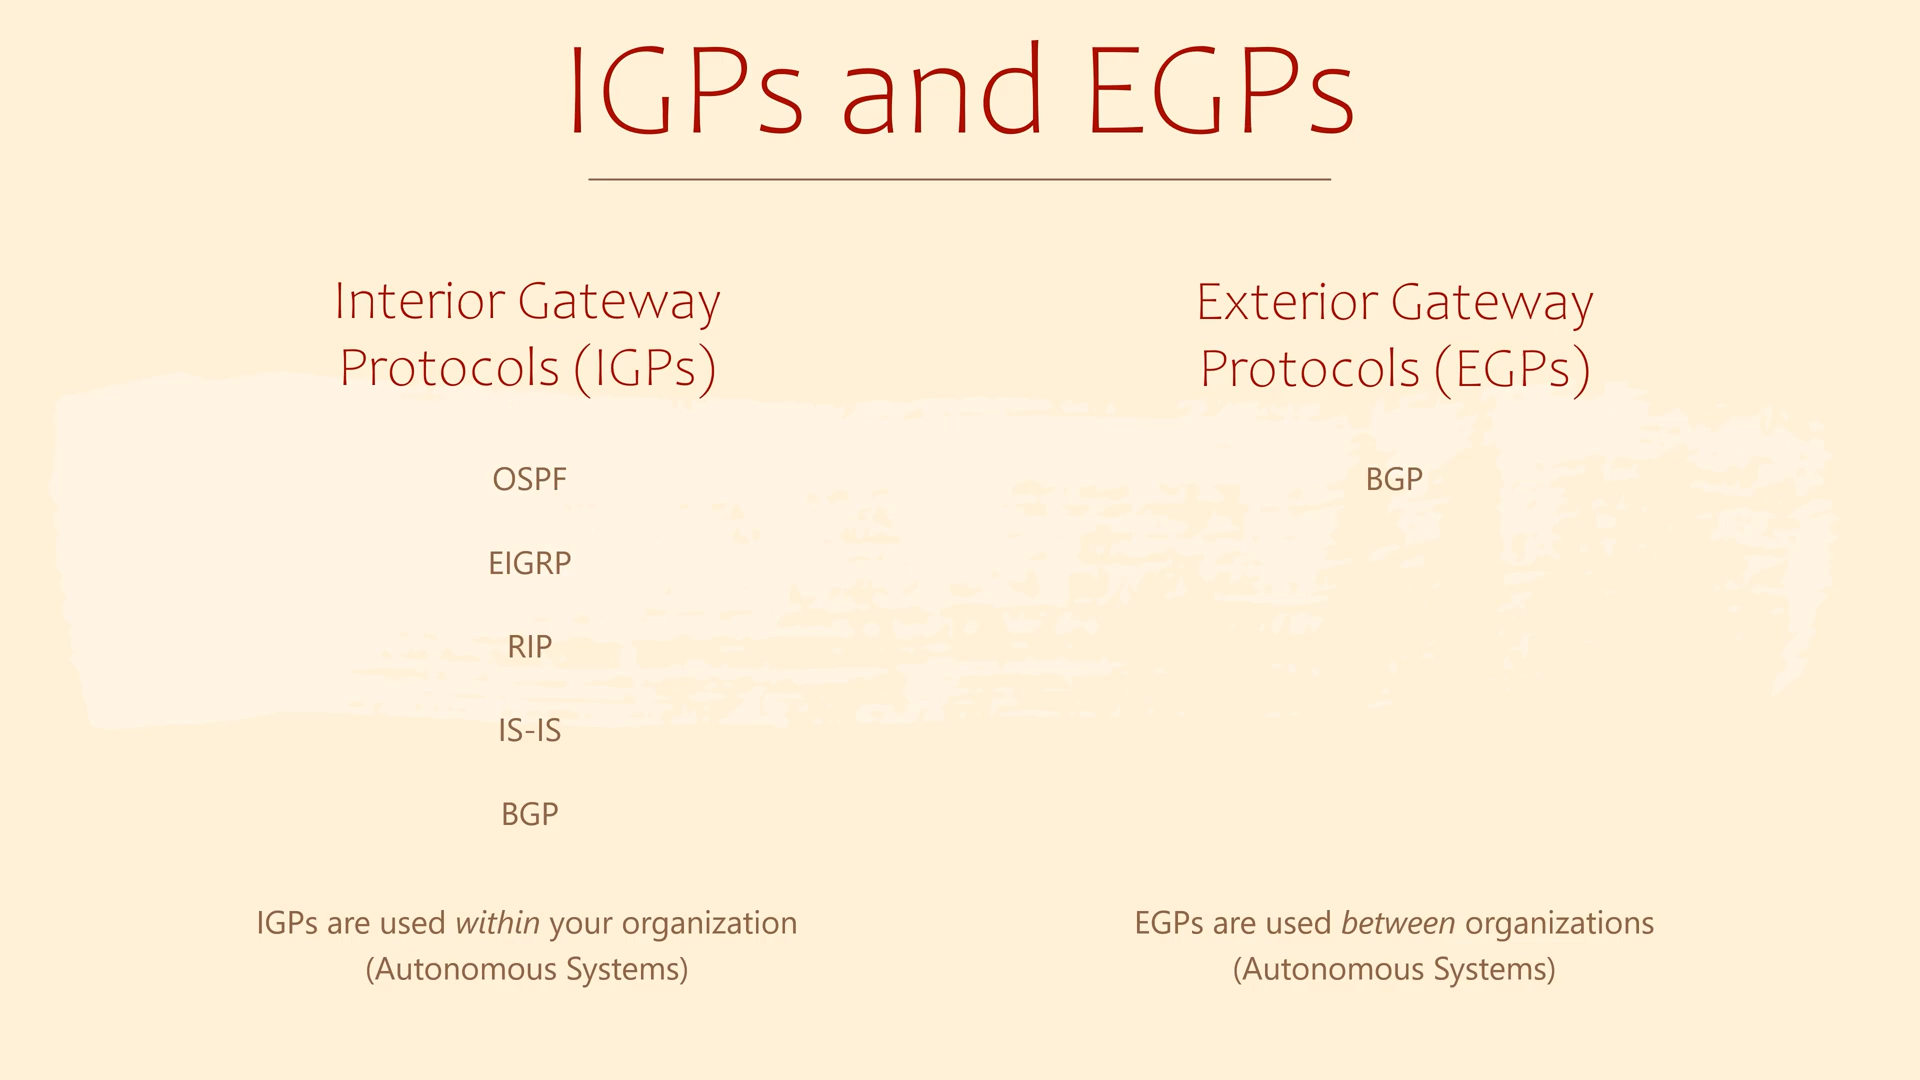 IGPs and EGPs
Interior Gateway
Protocols (IGPs)
OSPF
EIGRP
RIP
IS-IS
BGP
IGPs are used within your organization
(Autonomous Systems)
Exterior Gateway
Protocols (EGPs)
BGP
EGPs are used between organizations
(Autonomous Systems)